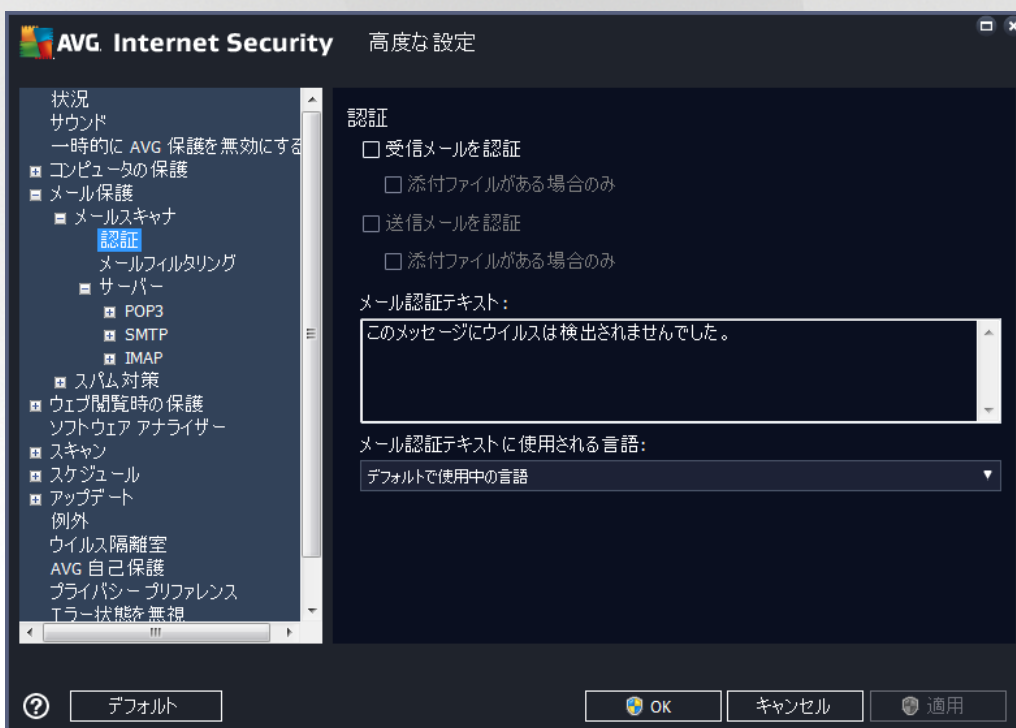 AVG. Internet Security 高度な設定
状況
サウンド
一時的に AVG 保護を無効にする
コンピュータの保護
メール保護
メールスキャナ
認証
メールフィルタリング
サーバー
POP3
SMTP
IMAP
スパム対策
ウェブ閲覧時の保護
ソフトウェア アナライザー
スキャン
スケジュール
アップデート
例外
ウイルス隔離室
AVG 自己保護
プライバシー プリファレンス
エラー状態を無視
認証
受信メールを認証
添付ファイルがある場合のみ
送信メールを認証
添付ファイルがある場合のみ
メール認証テキスト:
このメッセージにウイルスは検出されませんでした。
メール認証テキストに使用される言語:
デフォルトで使用中の言語
デフォルト
OK
キャンセル
適用